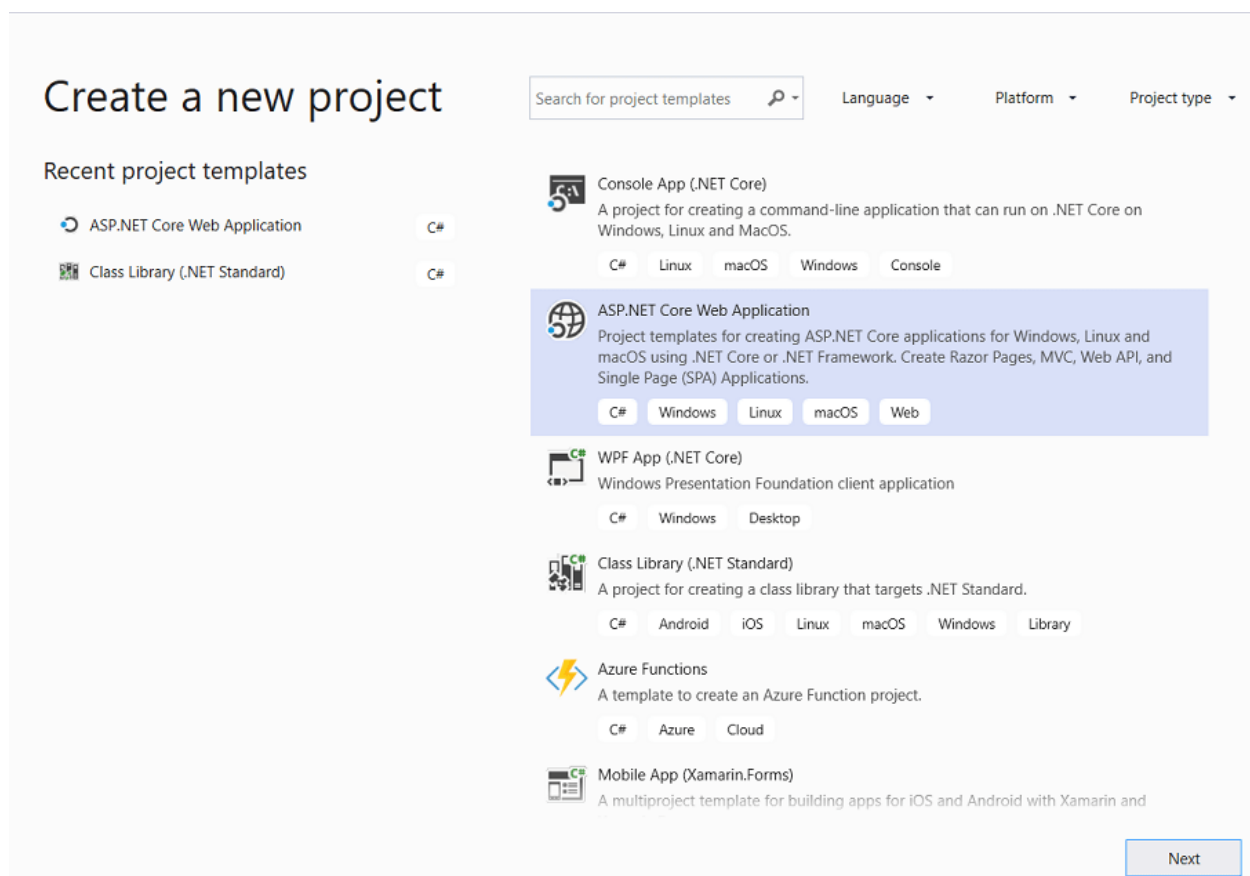 Create a new project
Search for project templates
Language
Platform
Project type
Recent project templates
ASP.NET Core Web Application
C#
Class Library (.NET Standard)
C#
Console App (.NET Core)
A project for creating a command-line application that can run on .NET Core on
Windows, Linux and MacOS.
C# Linux macOS Windows Console
ASP.NET Core Web Application
Project templates for creating ASP.NET Core applications for Windows, Linux and
macOS using .NET Core or .NET Framework. Create Razor Pages, MVC, Web API, and
Single Page (SPA) Applications.
C# Windows Linux macOS Web
WPF App (.NET Core)
Windows Presentation Foundation client application
C# Windows Desktop
Class Library (.NET Standard)
A project for creating a class library that targets .NET Standard.
C# Android iOS Linux macOS Windows Library
Azure Functions
A template to create an Azure Function project.
C# Azure Cloud
Mobile App (Xamarin.Forms)
A multiproject template for building apps for iOS and Android with Xamarin and
Next